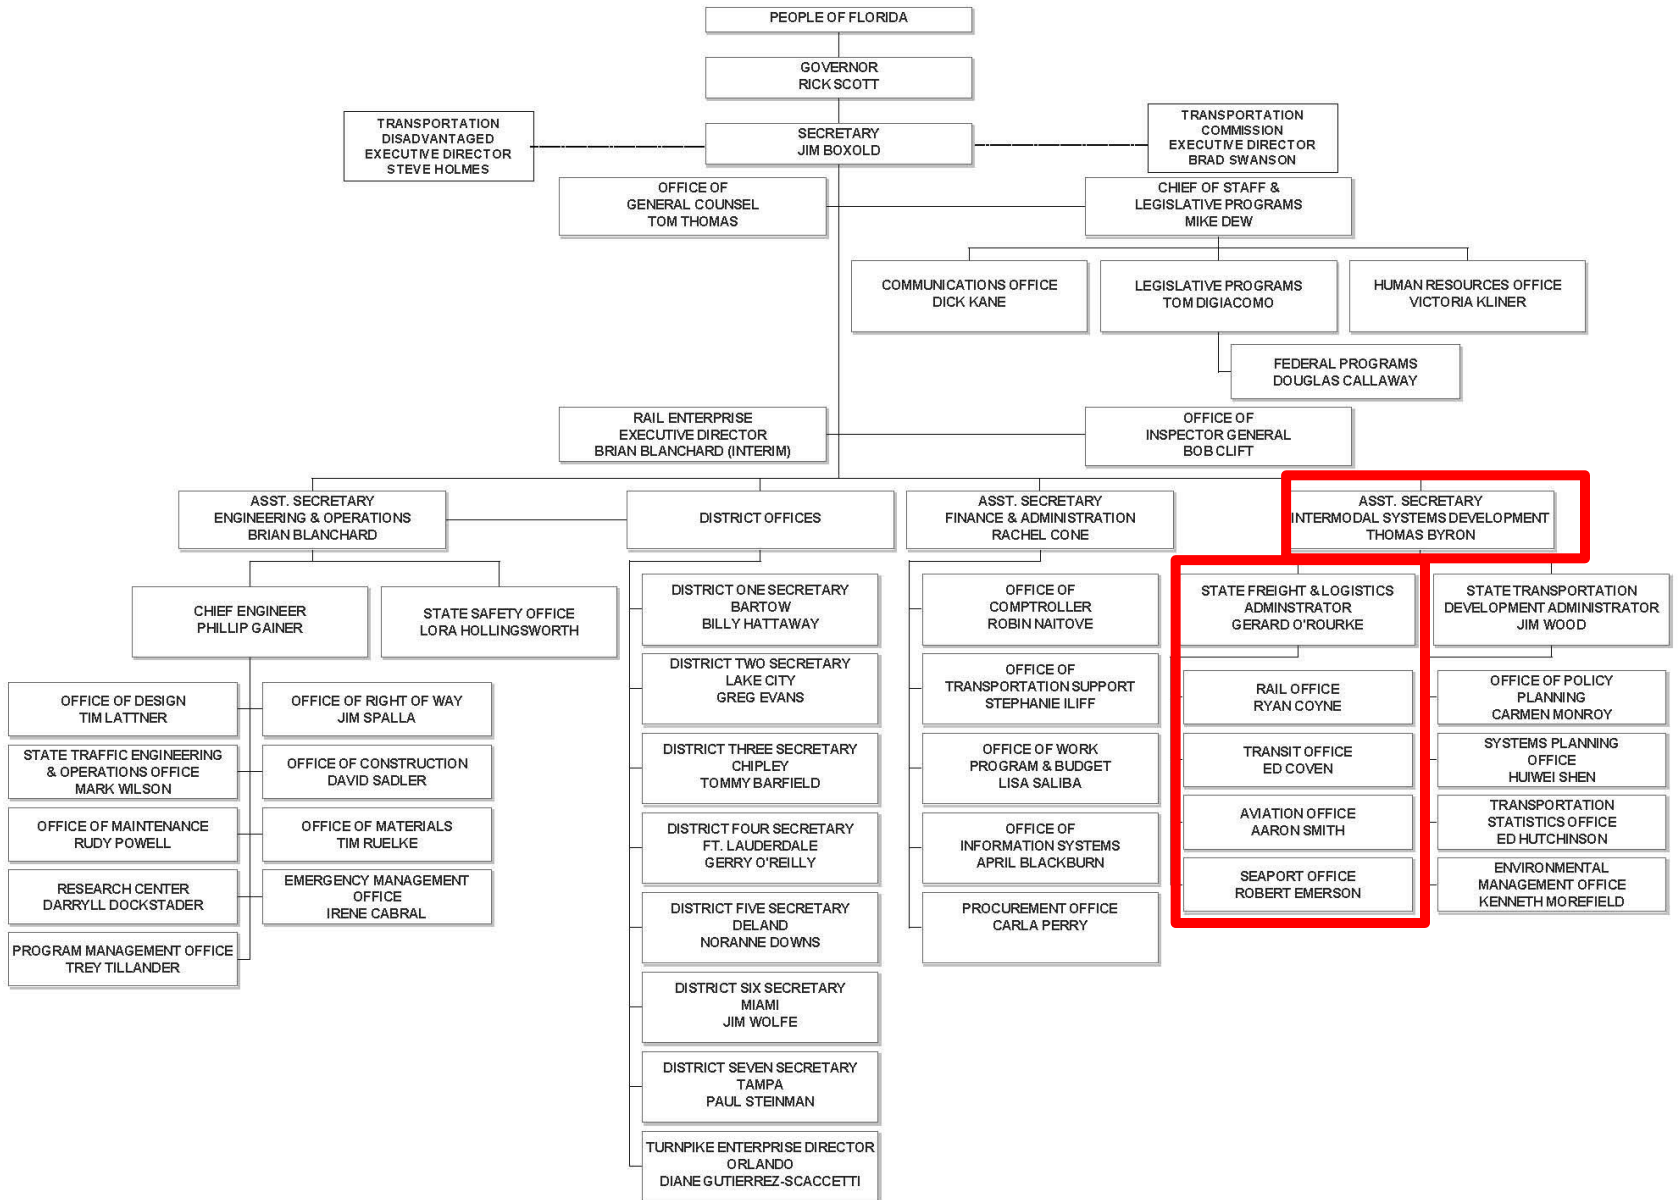 PEOPLE OF FLORIDA
GOVERNOR
RICK SCOTT
TRANSPORTATION
DISADVANTAGED
EXECUTIVE DIRECTOR
STEVE HOLMES
SECRETARY
JIM BOXOLD
TRANSPORTATION
COMMISSION
EXECUTIVE DIRECTOR
BRAD SWANSON
OFFICE OF
GENERAL COUNSEL
TOM THOMAS
CHIEF OF STAFF &
LEGISLATIVE PROGRAMS
MIKE DEW
COMMUNICATIONS OFFICE
DICK KANE
LEGISLATIVE PROGRAMS
TOM DIGIACOMO
HUMAN RESOURCES OFFICE
VICTORIA KLINER
FEDERAL PROGRAMS
DOUGLAS CALLAWAY
RAIL ENTERPRISE
EXECUTIVE DIRECTOR
BRIAN BLANCHARD (INTERIM)
OFFICE OF
INSPECTOR GENERAL
BOB CLIFT
ASST. SECRETARY
ENGINEERING & OPERATIONS
BRIAN BLANCHARD
DISTRICT OFFICES
ASST. SECRETARY
FINANCE & ADMINISTRATION
RACHEL CONE
ASST. SECRETARY
INTERMODAL SYSTEMS DEVELOPMENT
THOMAS BYRON
CHIEF ENGINEER
PHILLIP GAINER
STATE SAFETY OFFICE
LORA HOLLINGSWORTH
OFFICE OF DESIGN
TIM LATTNER
OFFICE OF RIGHT OF WAY
JIM SPALLA
STATE TRAFFIC ENGINEERING
& OPERATIONS OFFICE
MARK WILSON
OFFICE OF CONSTRUCTION
DAVID SADLER
OFFICE OF MAINTENANCE
RUDY POWELL
OFFICE OF MATERIALS
TIM RUELKE
RESEARCH CENTER
DARRYLL DOCKSTADER
EMERGENCY MANAGEMENT
OFFICE
IRENE CABRAL
PROGRAM MANAGEMENT OFFICE
TREY TILLANDER
DISTRICT ONE SECRETARY
BARTOW
BILLY HATTAWAY
DISTRICT TWO SECRETARY
LAKE CITY
GREG EVANS
DISTRICT THREE SECRETARY
CHIPLEY
TOMMY BARFIELD
DISTRICT FOUR SECRETARY
FT. LAUDERDALE
GERRY O'REILLY
DISTRICT FIVE SECRETARY
DELAND
NORANNE DOWNS
DISTRICT SIX SECRETARY
MIAMI
JIM WOLFE
DISTRICT SEVEN SECRETARY
TAMPA
PAUL STEINMAN
TURNPIKE ENTERPRISE DIRECTOR
ORLANDO
DIANE GUTIERREZ-SCACCETTI
OFFICE OF
COMPTROLLER
ROBIN NAITOVE
OFFICE OF
TRANSPORTATION SUPPORT
STEPHANIE ILIFF
OFFICE OF WORK
PROGRAM & BUDGET
LISA SALIBA
OFFICE OF
INFORMATION SYSTEMS
APRIL BLACKBURN
PROCUREMENT OFFICE
CARLA PERRY
STATE FREIGHT & LOGISTICS
ADMINSTRATOR
GERARD O'ROURKE
RAIL OFFICE
RYAN COYNE
TRANSIT OFFICE
ED COVEN
AVIATION OFFICE
AARON SMITH
SEAPORT OFFICE
ROBERT EMERSON
STATE TRANSPORTATION
DEVELOPMENT ADMINISTRATOR
JIM WOOD
OFFICE OF POLICY
PLANNING
CARMEN MONROY
SYSTEMS PLANNING
OFFICE
HUIWEI SHEN
TRANSPORTATION
STATISTICS OFFICE
ED HUTCHINSON
ENVIRONMENTAL
MANAGEMENT OFFICE
KENNETH MOREFIELD